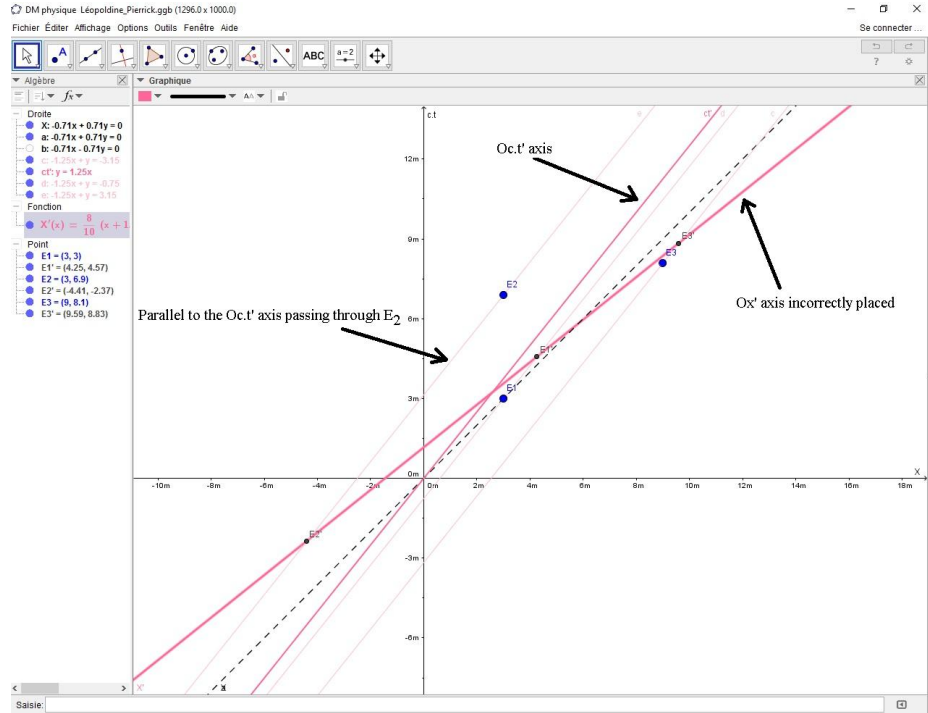 DM physique Léopoldine_Pierrick.ggb (1296.0 x 1000.0)
Fichier Éditer Affichage Options Outils Fenêtre Aide
Se connecter ...
A
ABC
a=2
?
Algèbre
Graphique
fx
AA
Droite
X: -0.71x + 0.71y = 0
a: -0.71x + 0.71y = 0
b: -0.71x - 0.71y = 0
c: -1.25x + y = -3.15
ct': y = 1.25x
d: -1.25x + y = -0.75
e: -1.25x + y = 3.15
Fonction
X'(x) = 8/10 (x + 1
Point
E1 = (3, 3)
E1' = (4.25, 4.57)
E2 = (3, 6.9)
E2' = (-4.41, -2.37)
E3 = (9, 8.1)
E3' = (9.59, 8.83)
c.t
e
ct'
d
c
12m
Oc.t' axis
9m
E3'
E3
E2
Ox' axis incorrectly placed
Parallel to the Oc.t' axis passing through E2
6m
E1'
3m
E1
0m
X
-10m -8m -6m -4m -2m 0m 2m 4m 6m 8m 10m 12m 14m 16m 18m
E2'
-3m
-6m
X'
a
Saisie: